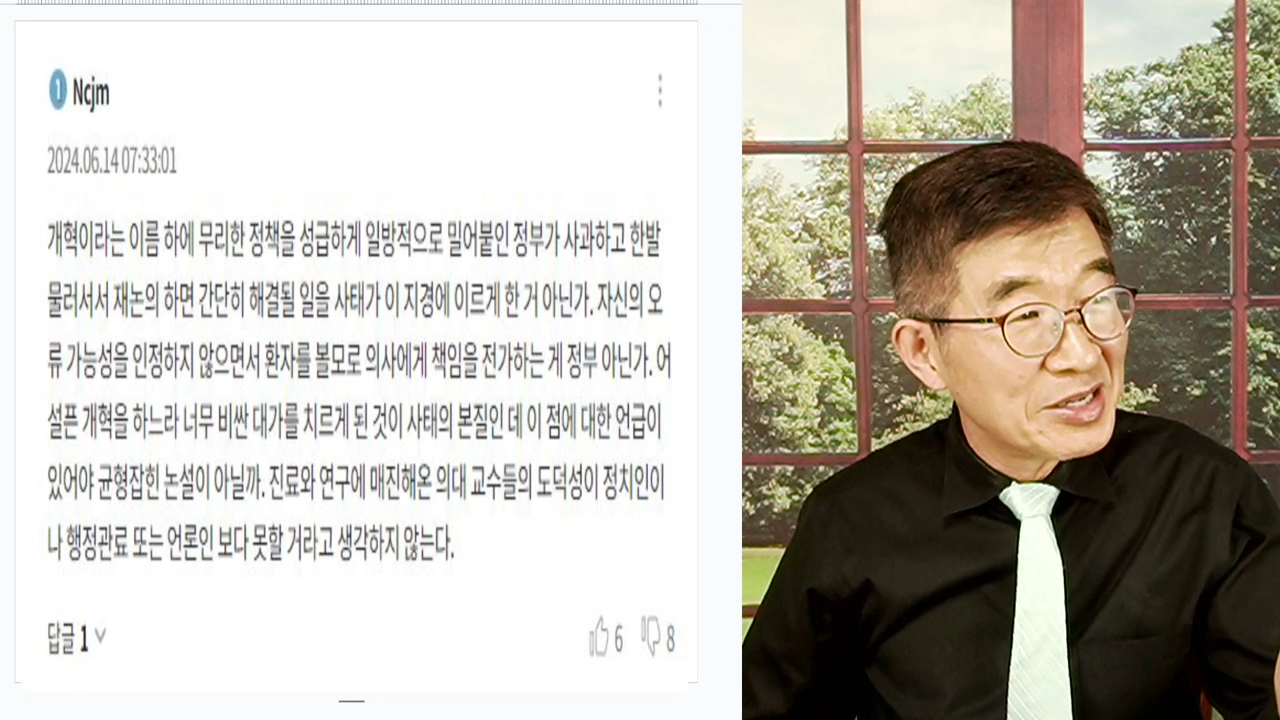 1 Ncjm
2024.06.14 07:33:01
개혁이라는 이름 하에 무리한 정책을 성급하게 일방적으로 밀어붙인 정부가 사과하고 한발
물러서서 재논의 하면 간단히 해결될 일을 사태가 이 지경에 이르게 한 거 아닌가. 자신의 오
류 가능성을 인정하지 않으면서 환자를 볼모로 의사에게 책임을 전가하는 게 정부 아닌가. 어
설픈 개혁을 하느라 너무 비싼 대가를 치르게 된 것이 사태의 본질인 데 이 점에 대한 언급이
있어야 균형잡힌 논설이 아닐까. 진료와 연구에 매진해온 의대 교수들의 도덕성이 정치인이
나 행정관료 또는 언론인 보다 못할 거라고 생각하지 않는다.
답글 1
6 8